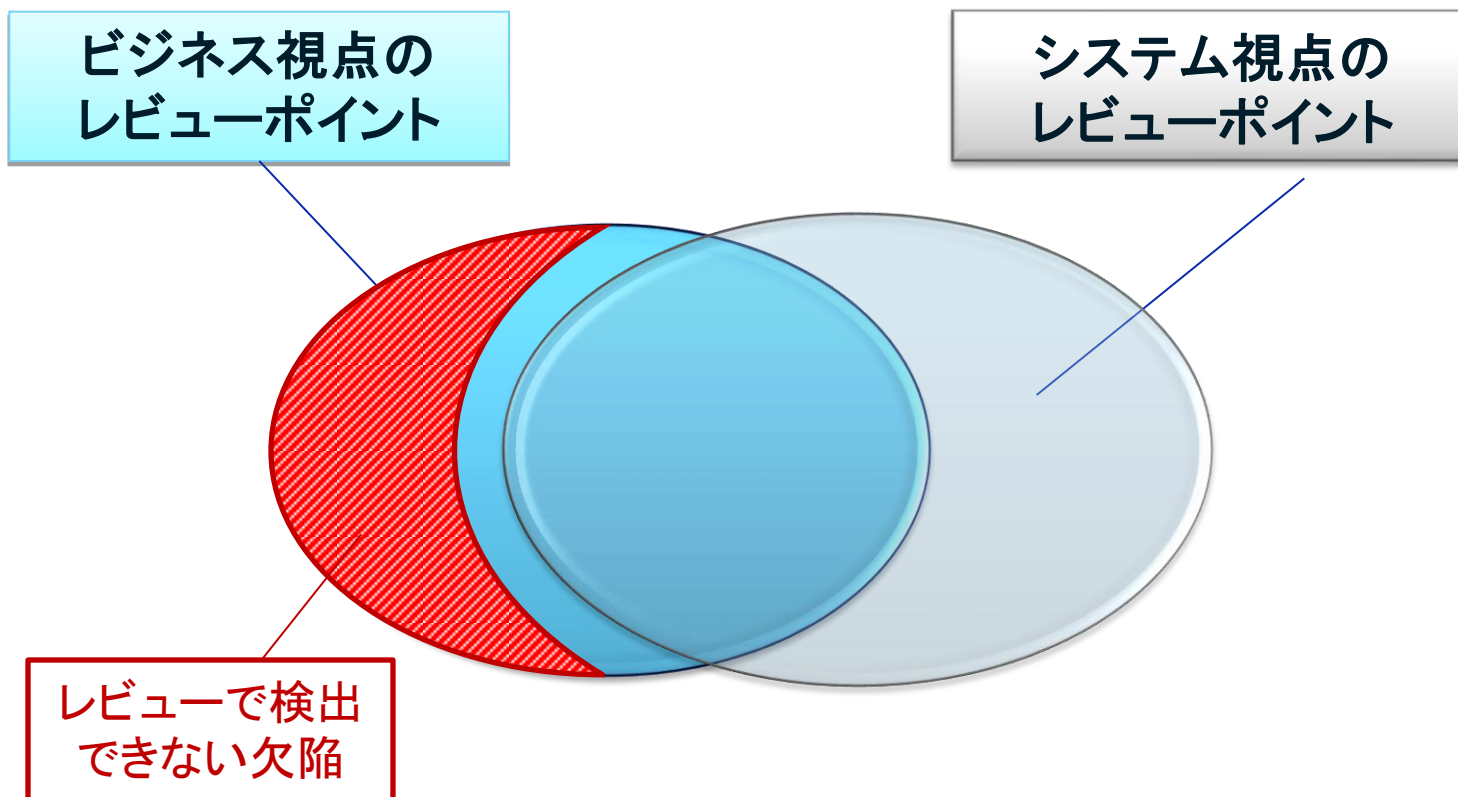 ビジネス視点の
レビューポイント
システム視点の
レビューポイント
レビューで検出
できない欠陥